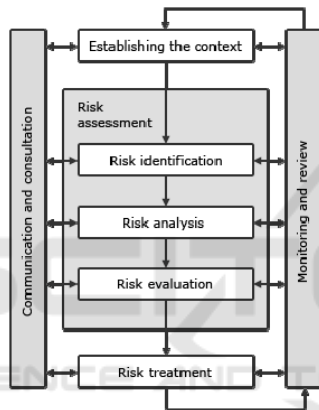 Establishing the context
Risk
assessment
Risk identification
Risk analysis
Risk evaluation
Risk treatment
Communication and consultation
Monitoring and review